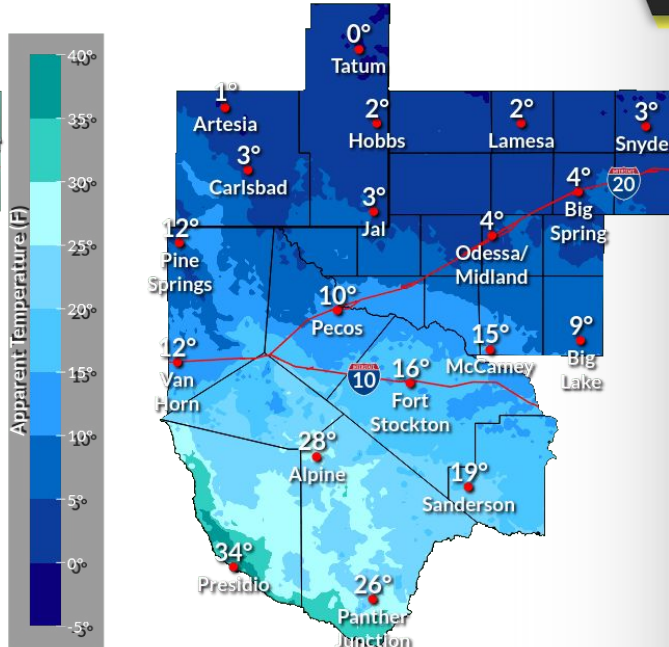 Apparent Temperature (F)
40°
35°
30°
25°
20°
15°
10°
5°
0°
-5°
0°
Tatum
1°
Artesia
2°
Hobbs
2°
Lamesa
3°
Snyde
3°
Carlsbad
3°
Jal
4°
Big
Spring
20
4°
Odessa/
Midland
12°
Pine
Springs
10°
Pecos
15°
McCamey
9°
Big
Lake
12°
Van
Horn
10
16°
Fort
Stockton
28°
Alpine
19°
Sanderson
34°
Presidio
26°
Panther
Junction